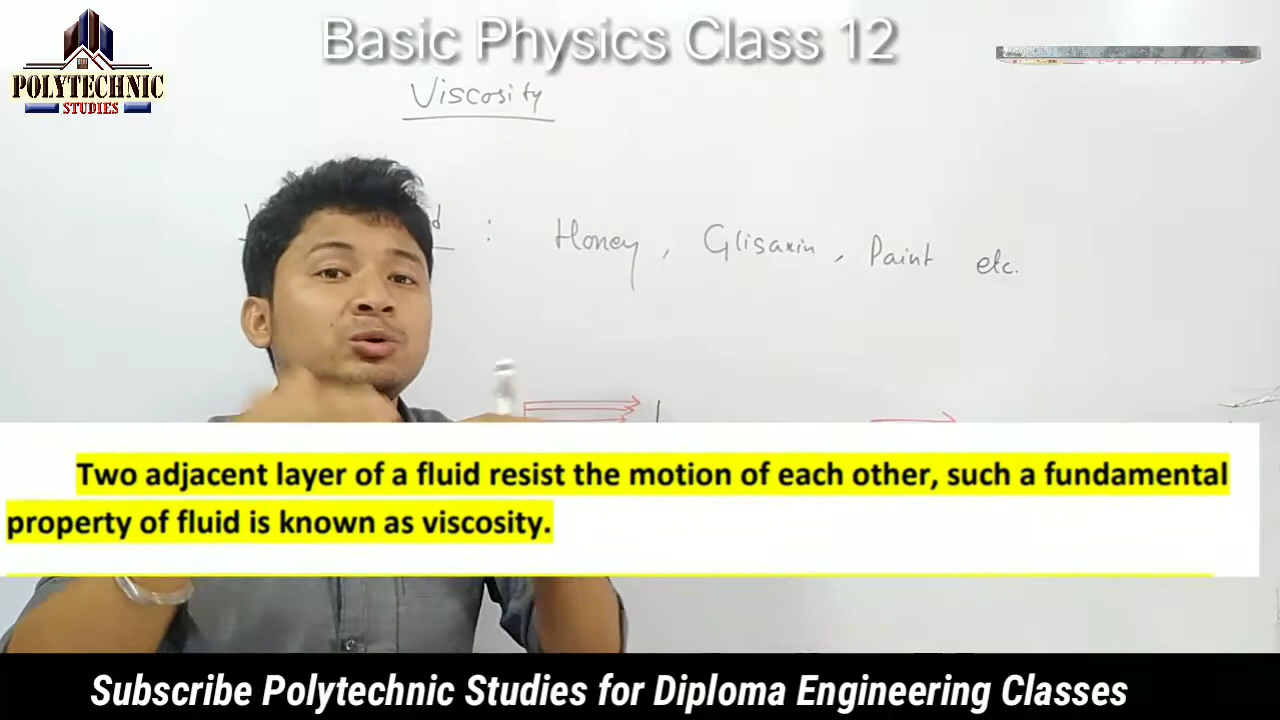 Basic Physics Class 12
POLYTECHNIC
STUDIES
Viscosity
: Honey, Glisarin, Paint etc.
Two adjacent layer of a fluid resist the motion of each other, such a fundamental
property of fluid is known as viscosity.
Subscribe Polytechnic Studies for Diploma Engineering Classes